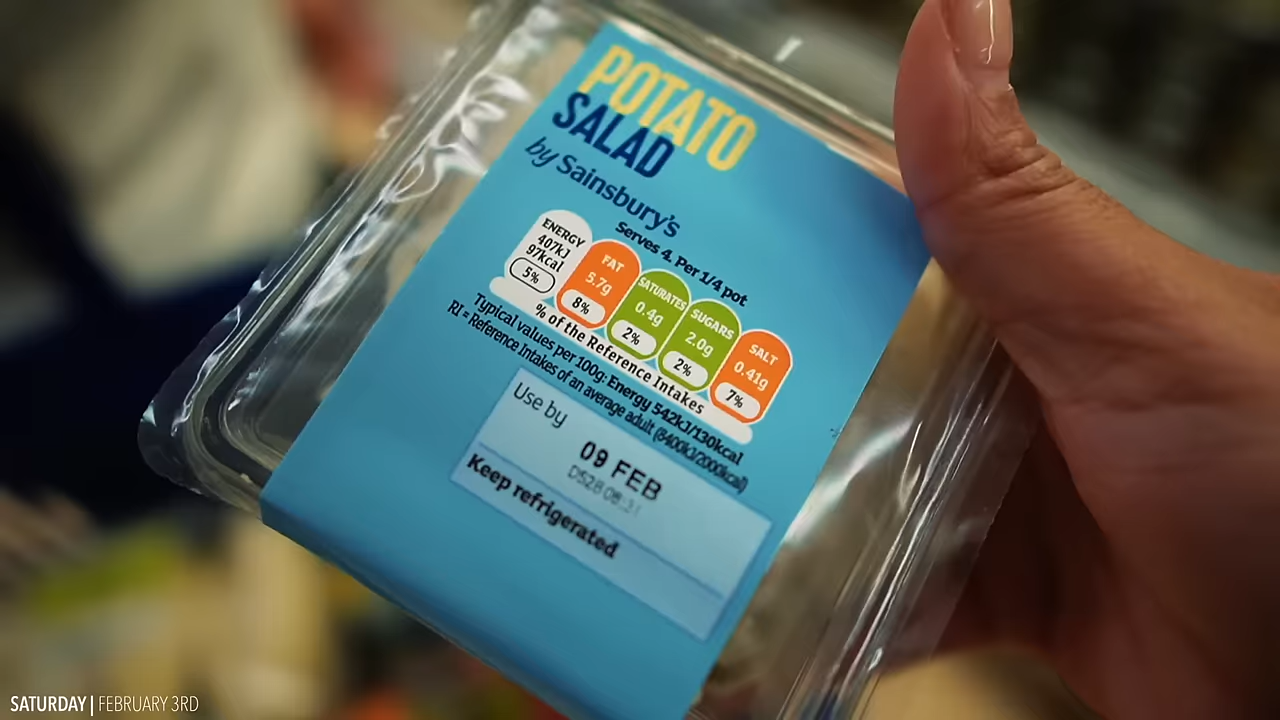 POTATO
SALAD
by Sainsbury's
Serves 4. Per 1/4 pot
ENERGY
407kJ
97kcal
5%
FAT
5.7g
8%
SATURATES
0.4g
2%
SUGARS
2.0g
2%
SALT
0.41g
7%
% of the Reference Intakes
Typical values per 100g: Energy 542kJ/130kcal
RI = Reference Intakes of an average adult (8400kJ/2000kcal)
Use by
09 FEB
D528 08:31
Keep refrigerated
SATURDAY | FEBRUARY 3RD